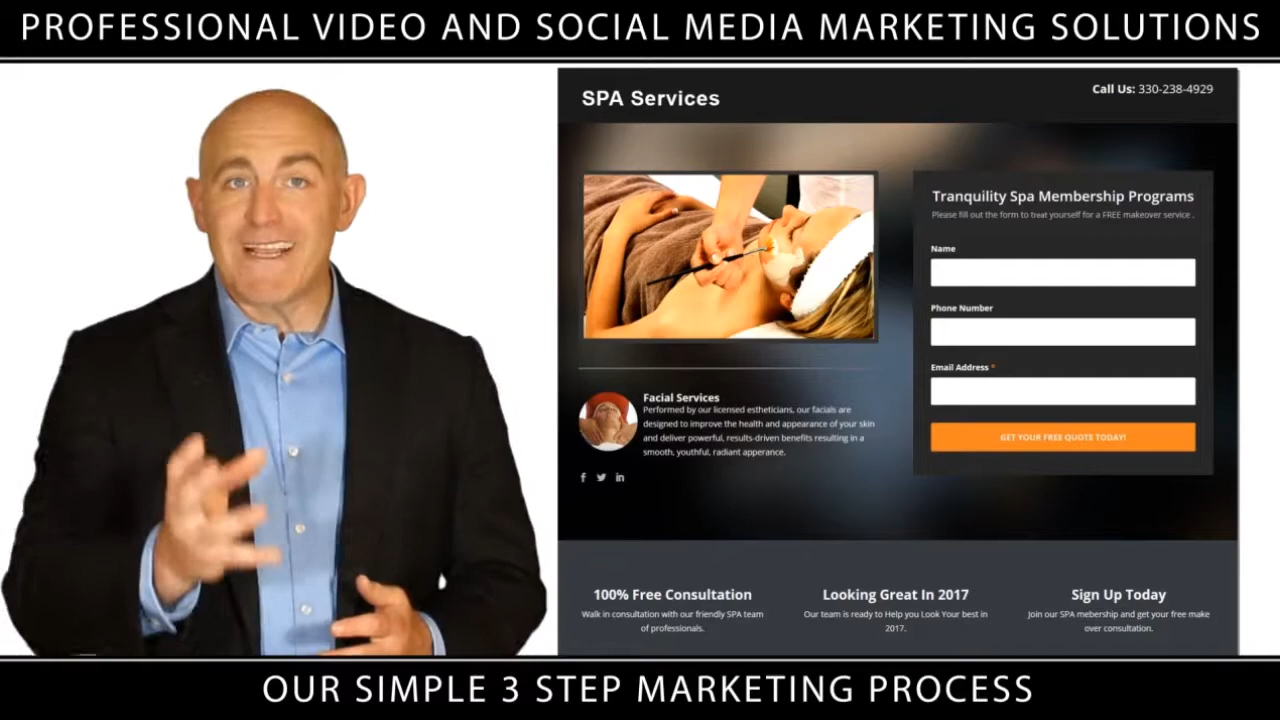 PROFESSIONAL VIDEO AND SOCIAL MEDIA MARKETING SOLUTIONS
SPA Services
Call Us: 330-238-4929
Tranquility Spa Membership Programs
Please fill out the form to treat yourself for a FREE makeover service .
Name
Phone Number
Email Address *
GET YOUR FREE QUOTE TODAY!
Facial Services
Performed by our licensed estheticians, our facials are
designed to improve the health and appearance of your skin
and deliver powerful, results-driven benefits resulting in a
smooth, youthful, radiant apperance.
f in
100% Free Consultation
Walk in consultation with our friendly SPA team
of professionals.
Looking Great In 2017
Our team is ready to Help you Look Your best in
2017.
Sign Up Today
Join our SPA mebership and get your free make
over consultation.
OUR SIMPLE 3 STEP MARKETING PROCESS